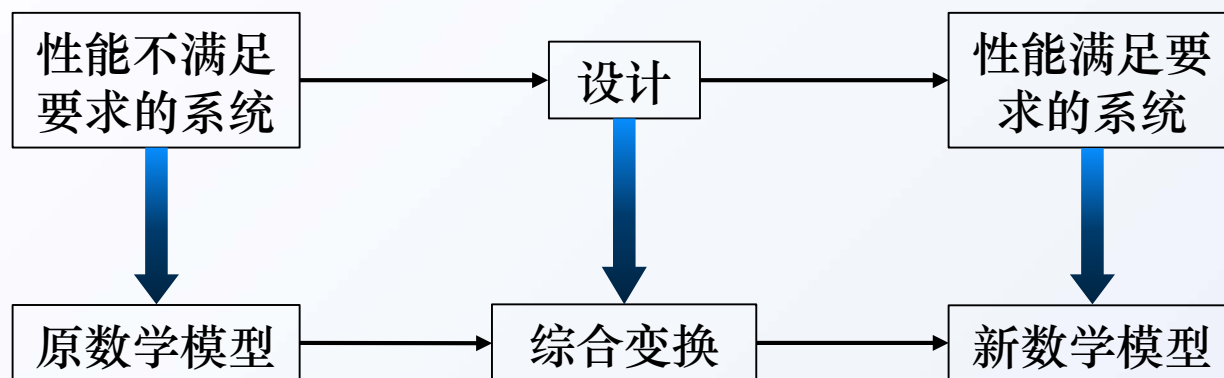 性能不满足
要求的系统
设计
性能满足要
求的系统
原数学模型
综合变换
新数学模型